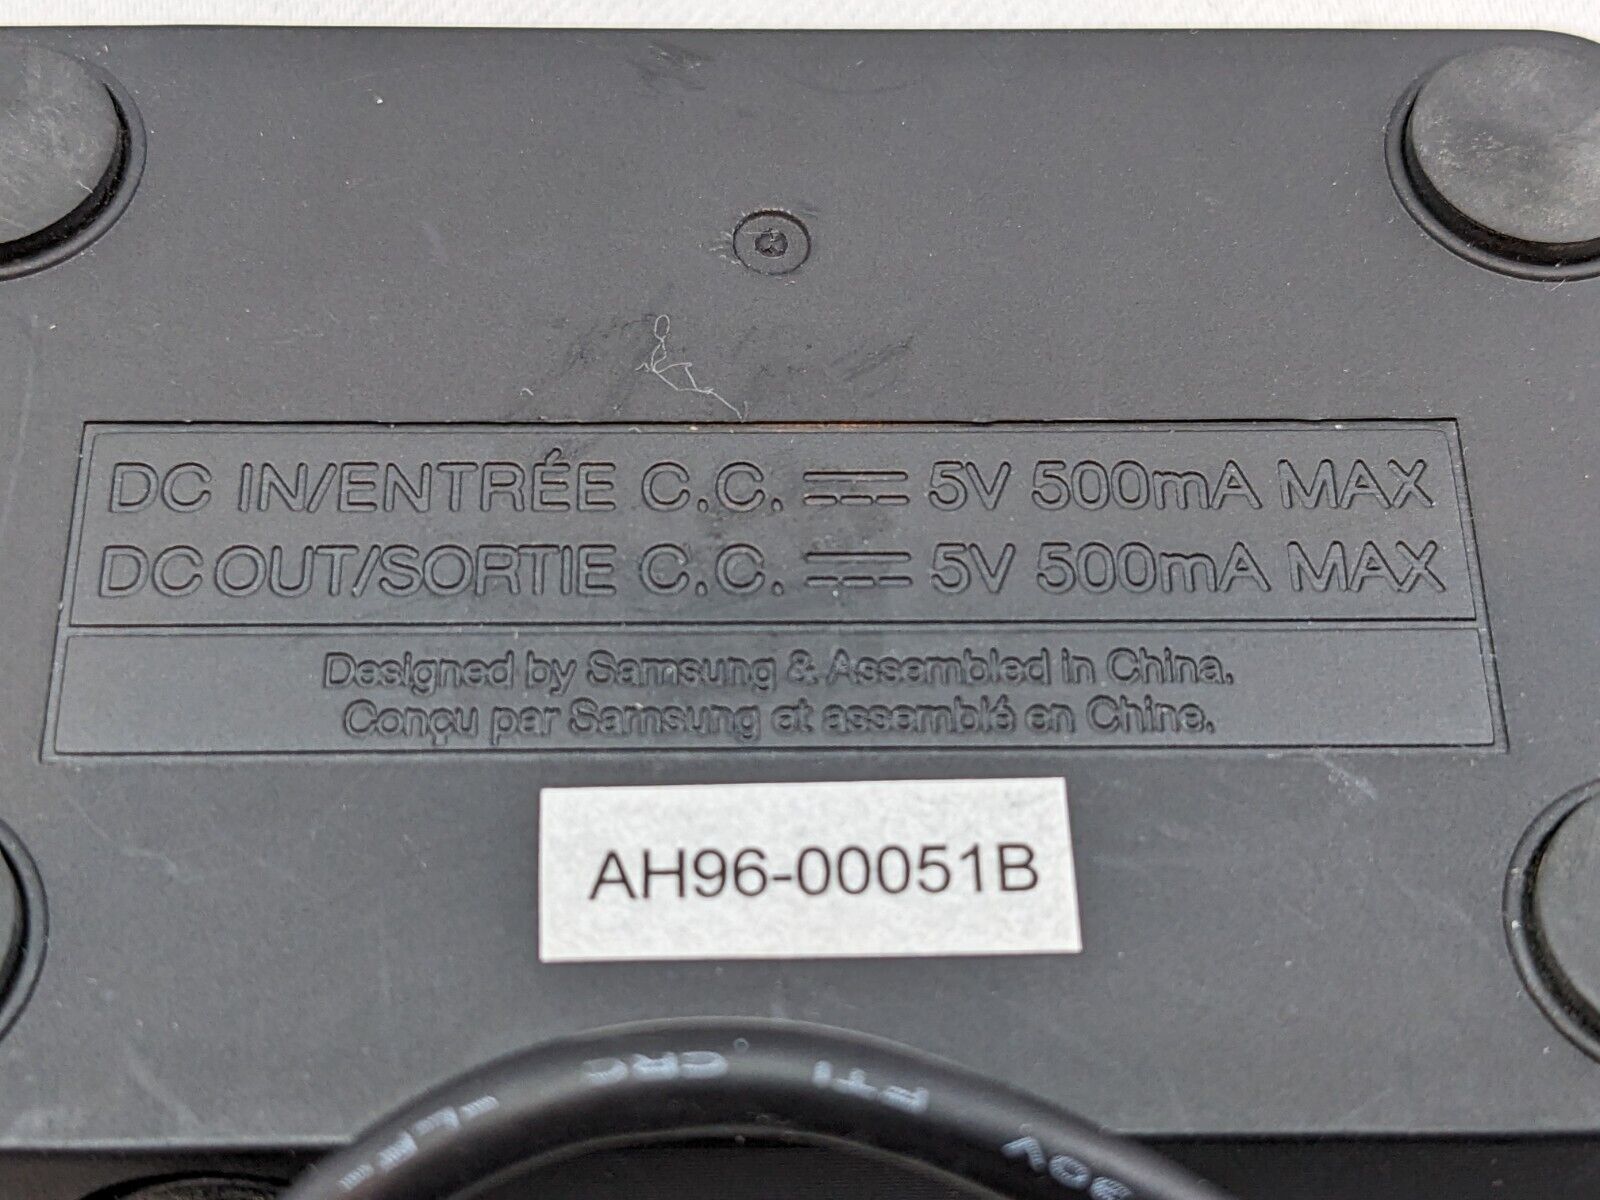 DC IN/ENTRÉE C.C. ⎓ 5V 500mA MAX
DC OUT/SORTIE C.C. ⎓ 5V 500mA MAX
Designed by Samsung & Assembled in China.
Conçu par Samsung et assemblé en Chine.
AH96-00051B